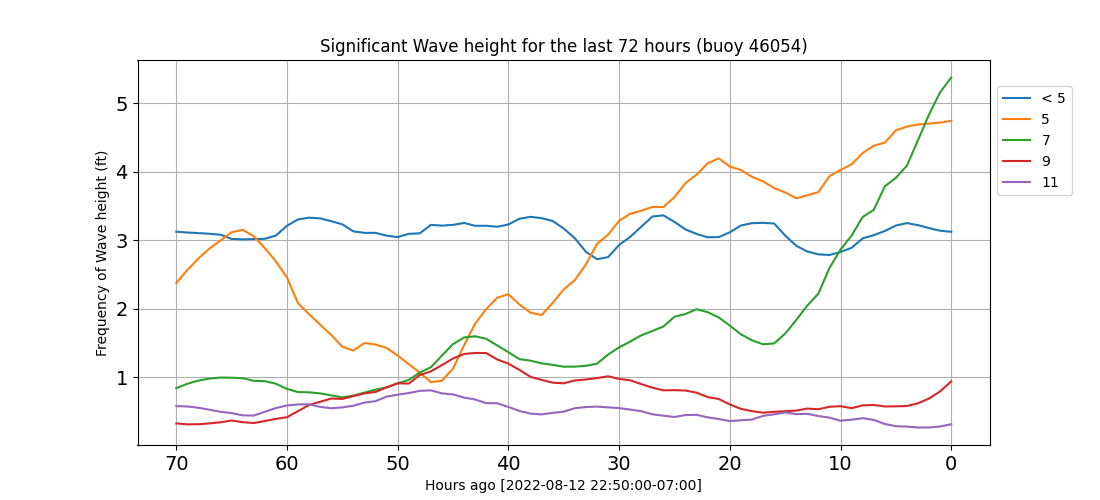 Significant Wave height for the last 72 hours (buoy 46054)
Frequency of Wave height (ft)
5
4
3
2
1
70 60 50 40 30 20 10 0
Hours ago [2022-08-12 22:50:00-07:00]
< 5
5
7
9
11